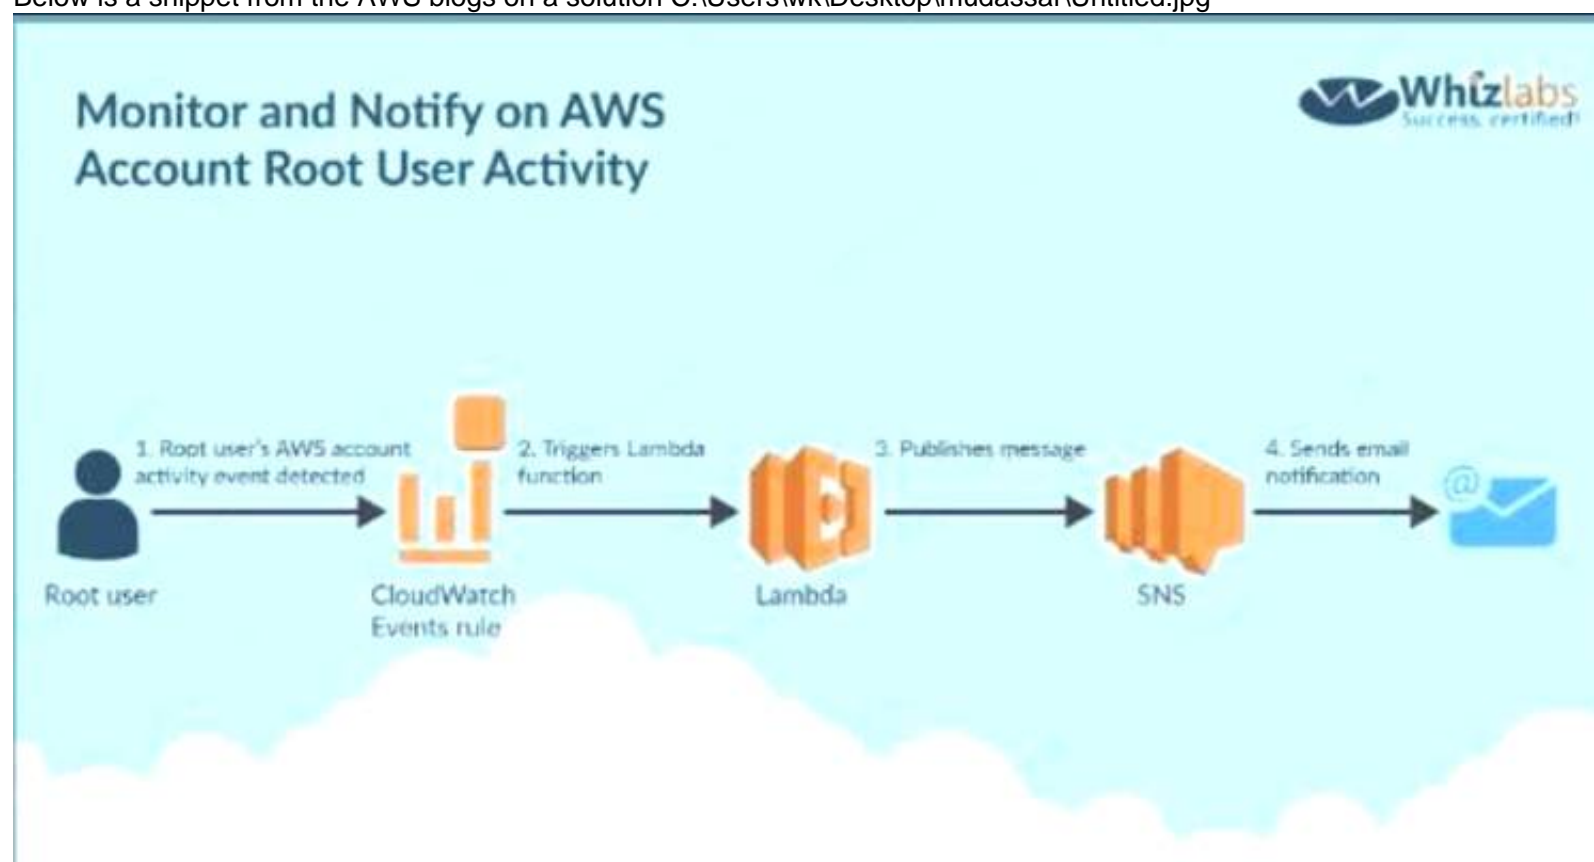 Below is a snippet from the AWS blogs on a solution C:\Users\wk\Desktop\mudassar\Untitled.jpg
Monitor and Notify on AWS
Account Root User Activity
Whizlabs
Success. certified!
1. Root user's AWS account
activity event detected
2. Triggers Lambda
function
3. Publishes message
4. Sends email
notification
@
Root user
CloudWatch
Events rule
Lambda
SNS